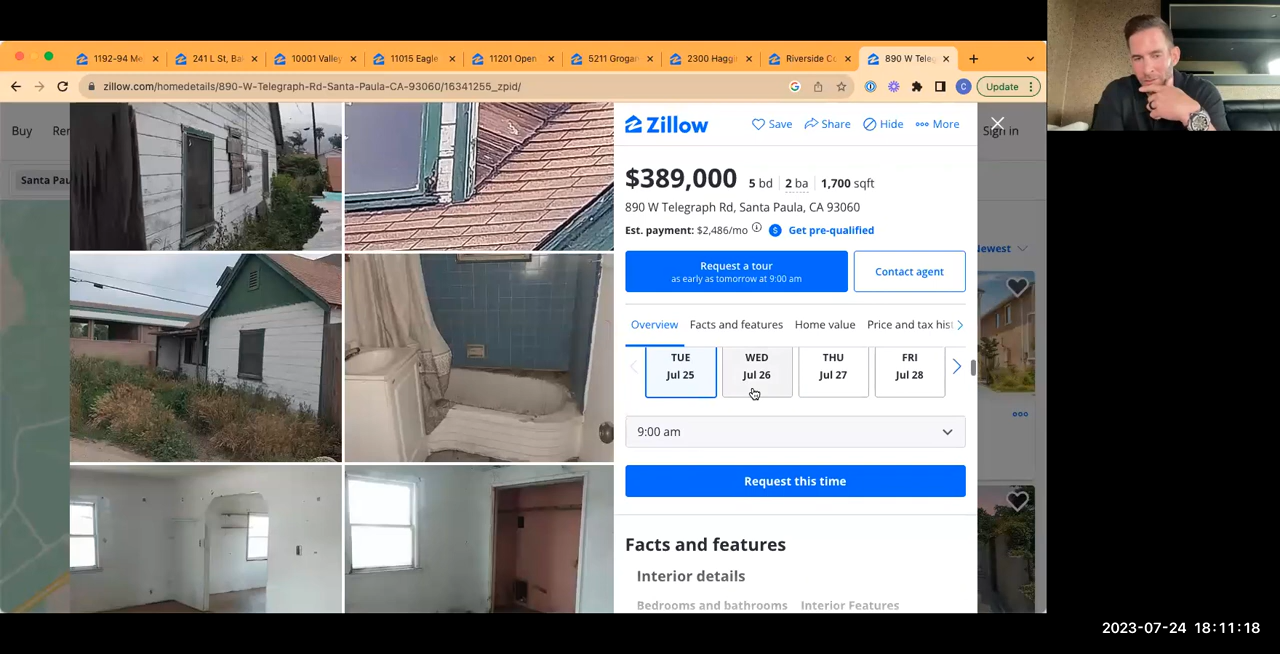 1192-94 Me
241 L St, Ba
10001 Valley
11015 Eagle
11201 Open
5211 Grogan
2300 Haggi
Riverside Co
890 W Teleg
zillow.com/homedetails/890-W-Telegraph-Rd-Santa-Paula-CA-93060/16341255_zpid/
Update
Buy
Ren
Sign in
Santa Pau
Newest
Zillow
Save
Share
Hide
More
$389,000 5 bd 2 ba 1,700 sqft
890 W Telegraph Rd, Santa Paula, CA 93060
Est. payment: $2,486/mo $ Get pre-qualified
Request a tour
as early as tomorrow at 9:00 am
Contact agent
Overview Facts and features Home value Price and tax hist
TUE
Jul 25
WED
Jul 26
THU
Jul 27
FRI
Jul 28
9:00 am
Request this time
Facts and features
Interior details
Bedrooms and bathrooms Interior Features
2023-07-24 18:11:18